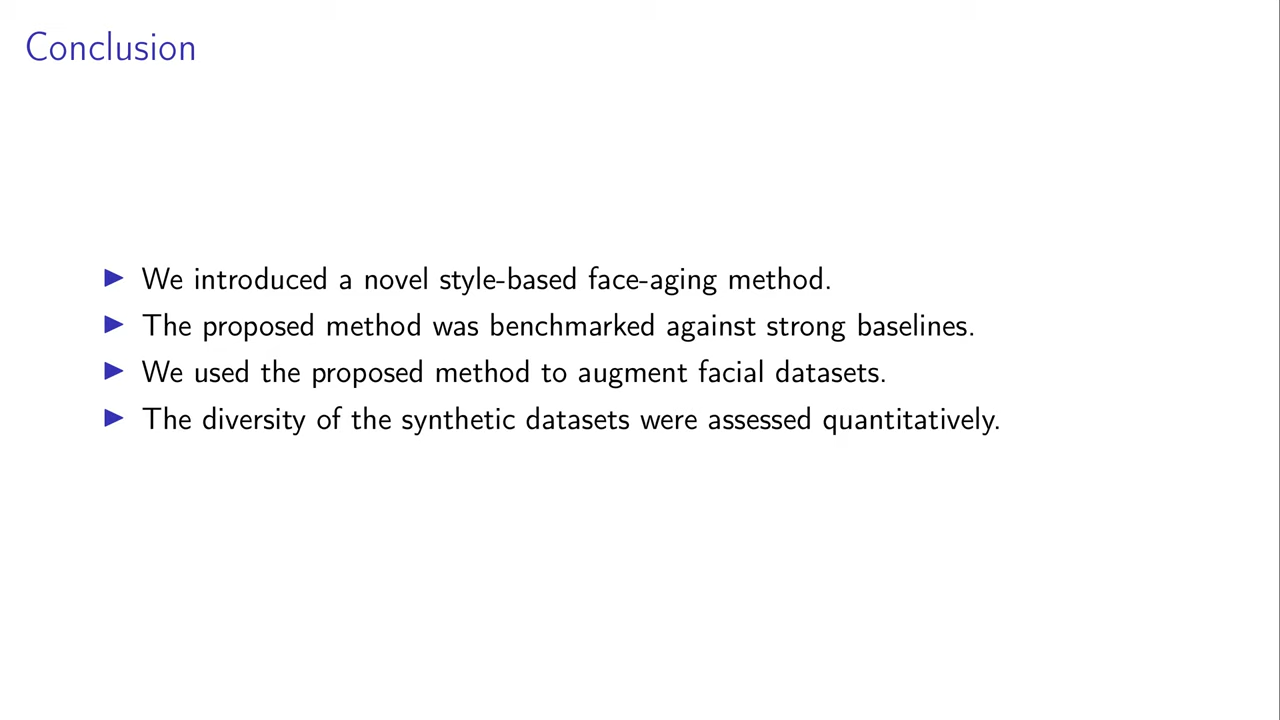 Conclusion
We introduced a novel style-based face-aging method.
The proposed method was benchmarked against strong baselines.
We used the proposed method to augment facial datasets.
The diversity of the synthetic datasets were assessed quantitatively.